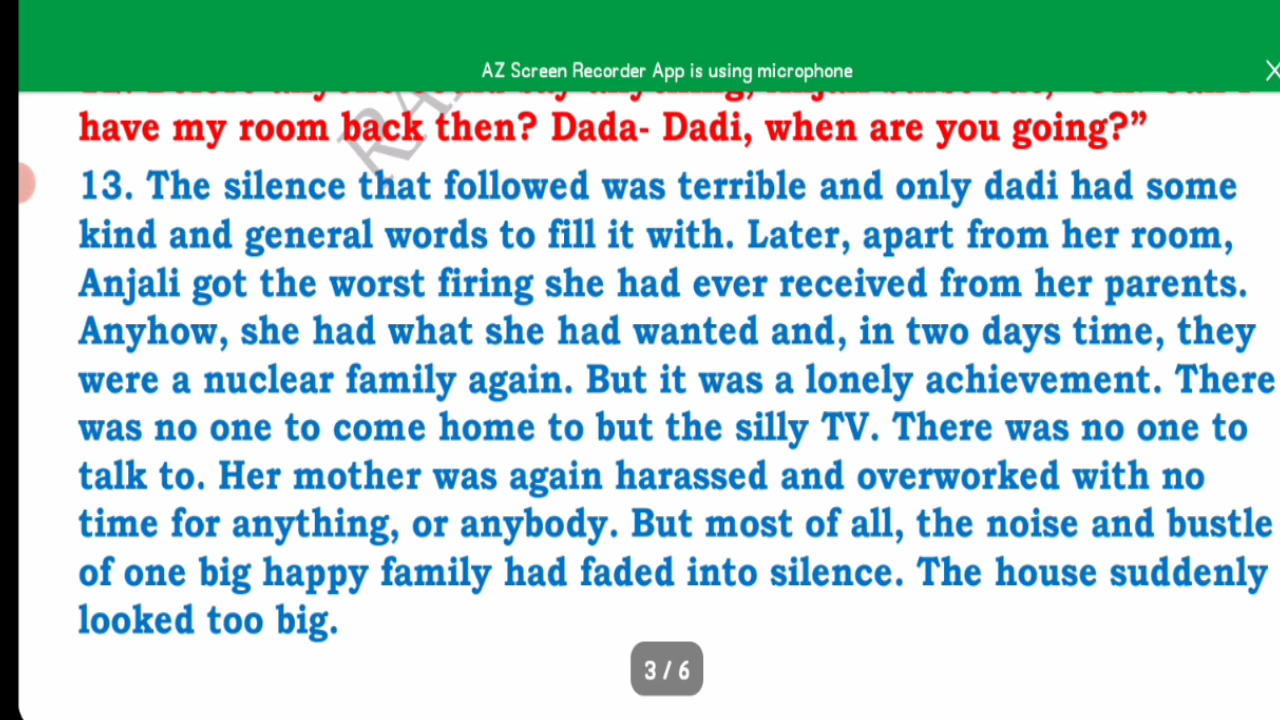 AZ Screen Recorder App is using microphone
have my room back then? Dada- Dadi, when are you going?”
13. The silence that followed was terrible and only dadi had some
kind and general words to fill it with. Later, apart from her room,
Anjali got the worst firing she had ever received from her parents.
Anyhow, she had what she had wanted and, in two days time, they
were a nuclear family again. But it was a lonely achievement. There
was no one to come home to but the silly TV. There was no one to
talk to. Her mother was again harassed and overworked with no
time for anything, or anybody. But most of all, the noise and bustle
of one big happy family had faded into silence. The house suddenly
looked too big.
3 / 6